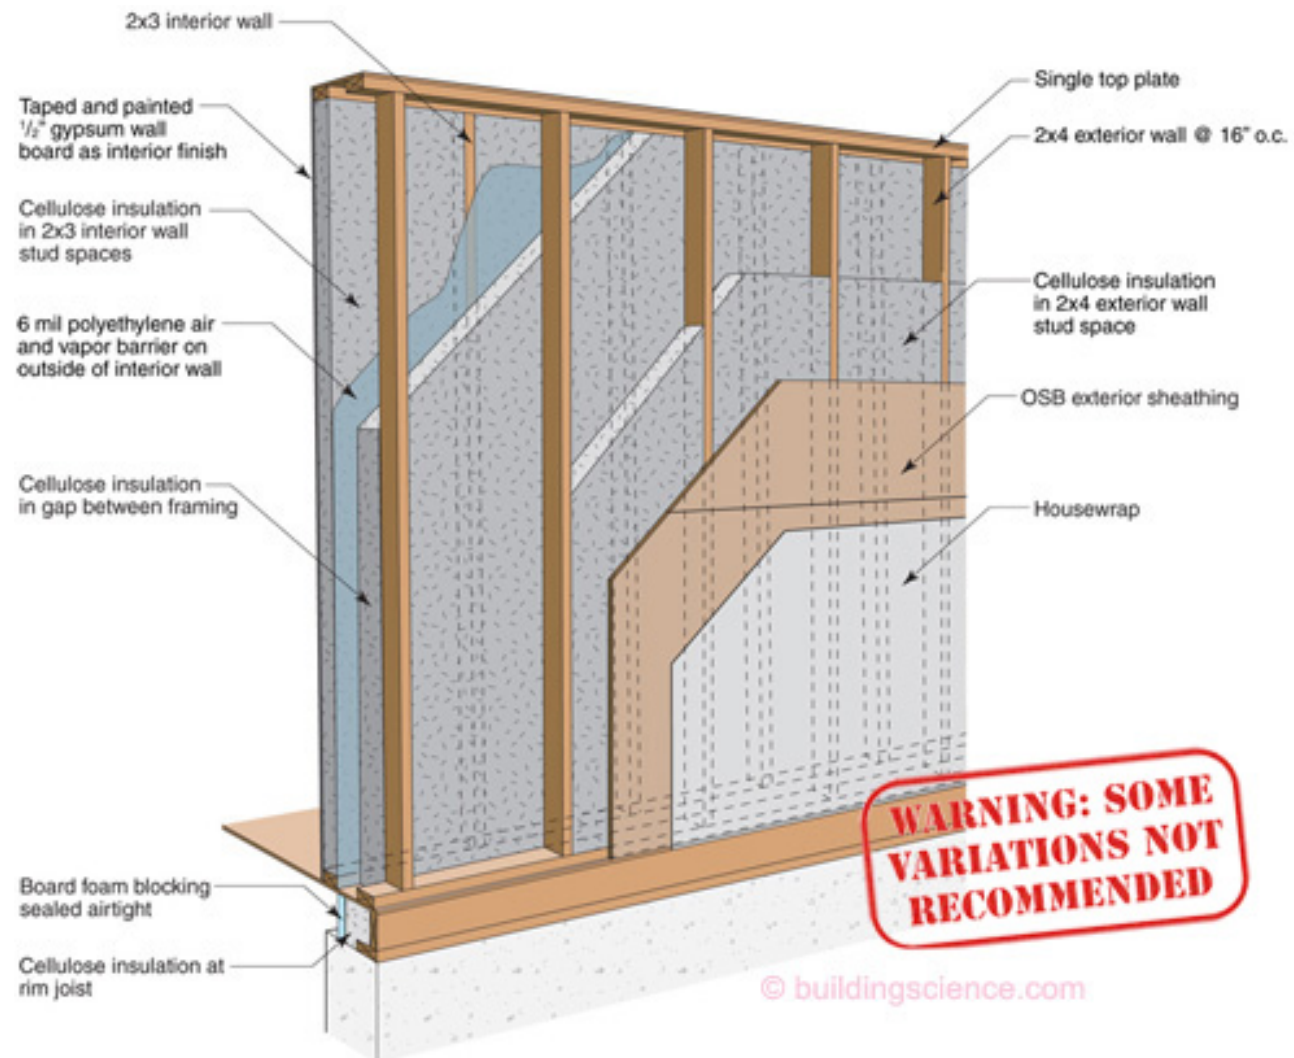 2x3 interior wall
Taped and painted
1/2" gypsum wall
board as interior finish
Cellulose insulation
in 2x3 interior wall
stud spaces
6 mil polyethylene air
and vapor barrier on
outside of interior wall
Cellulose insulation
in gap between framing
Board foam blocking
sealed airtight
Cellulose insulation at
rim joist
Single top plate
2x4 exterior wall @ 16" o.c.
Cellulose insulation
in 2x4 exterior wall
stud space
OSB exterior sheathing
Housewrap
WARNING: SOME
VARIATIONS NOT
RECOMMENDED
© buildingscience.com